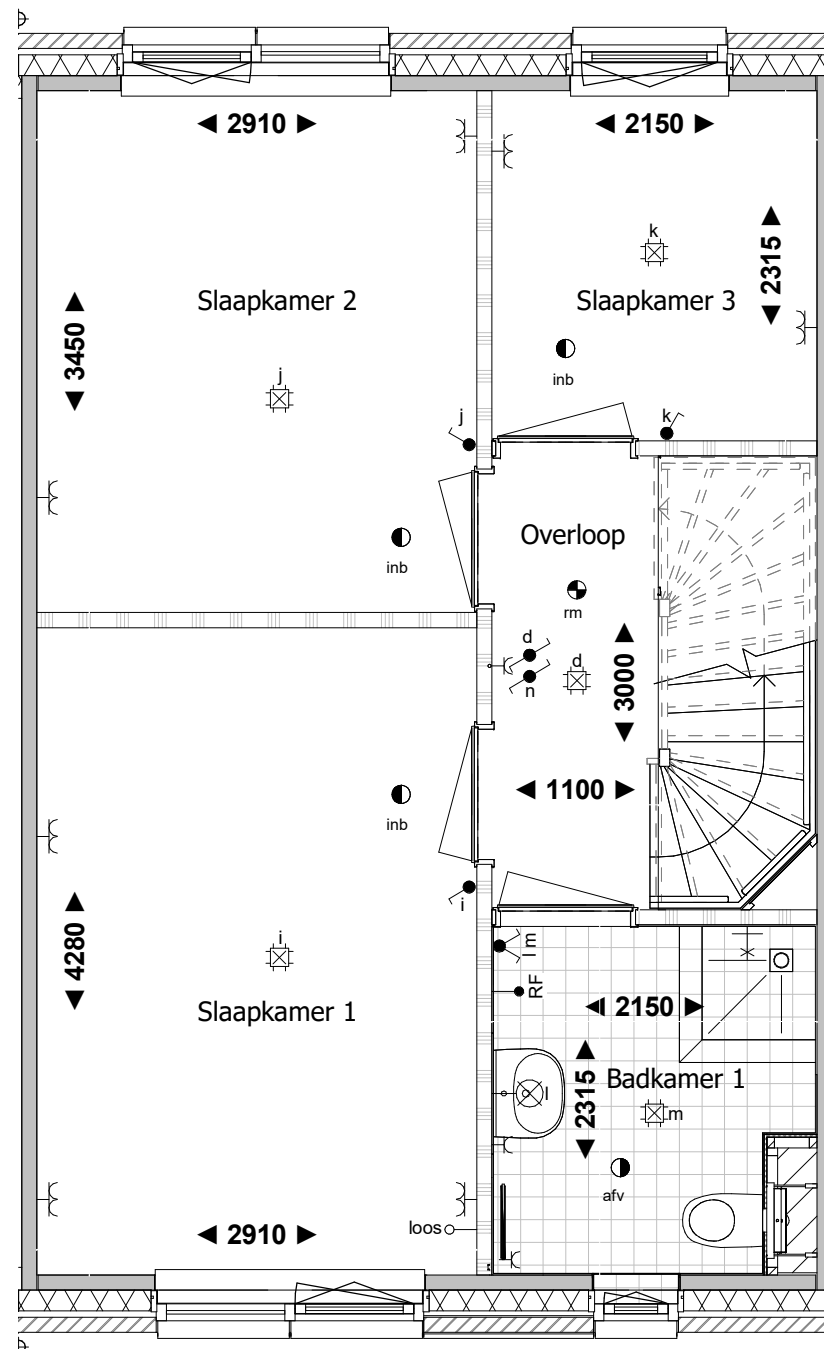 2910
2150
k
2315
Slaapkamer 2
Slaapkamer 3
3450
inb
j
j
k
Overloop
inb
rm
d
d
n
3000
1100
inb
i
4280
i
l m
RF
Slaapkamer 1
2150
2315
Badkamer 1
l
m
afv
loos
2910